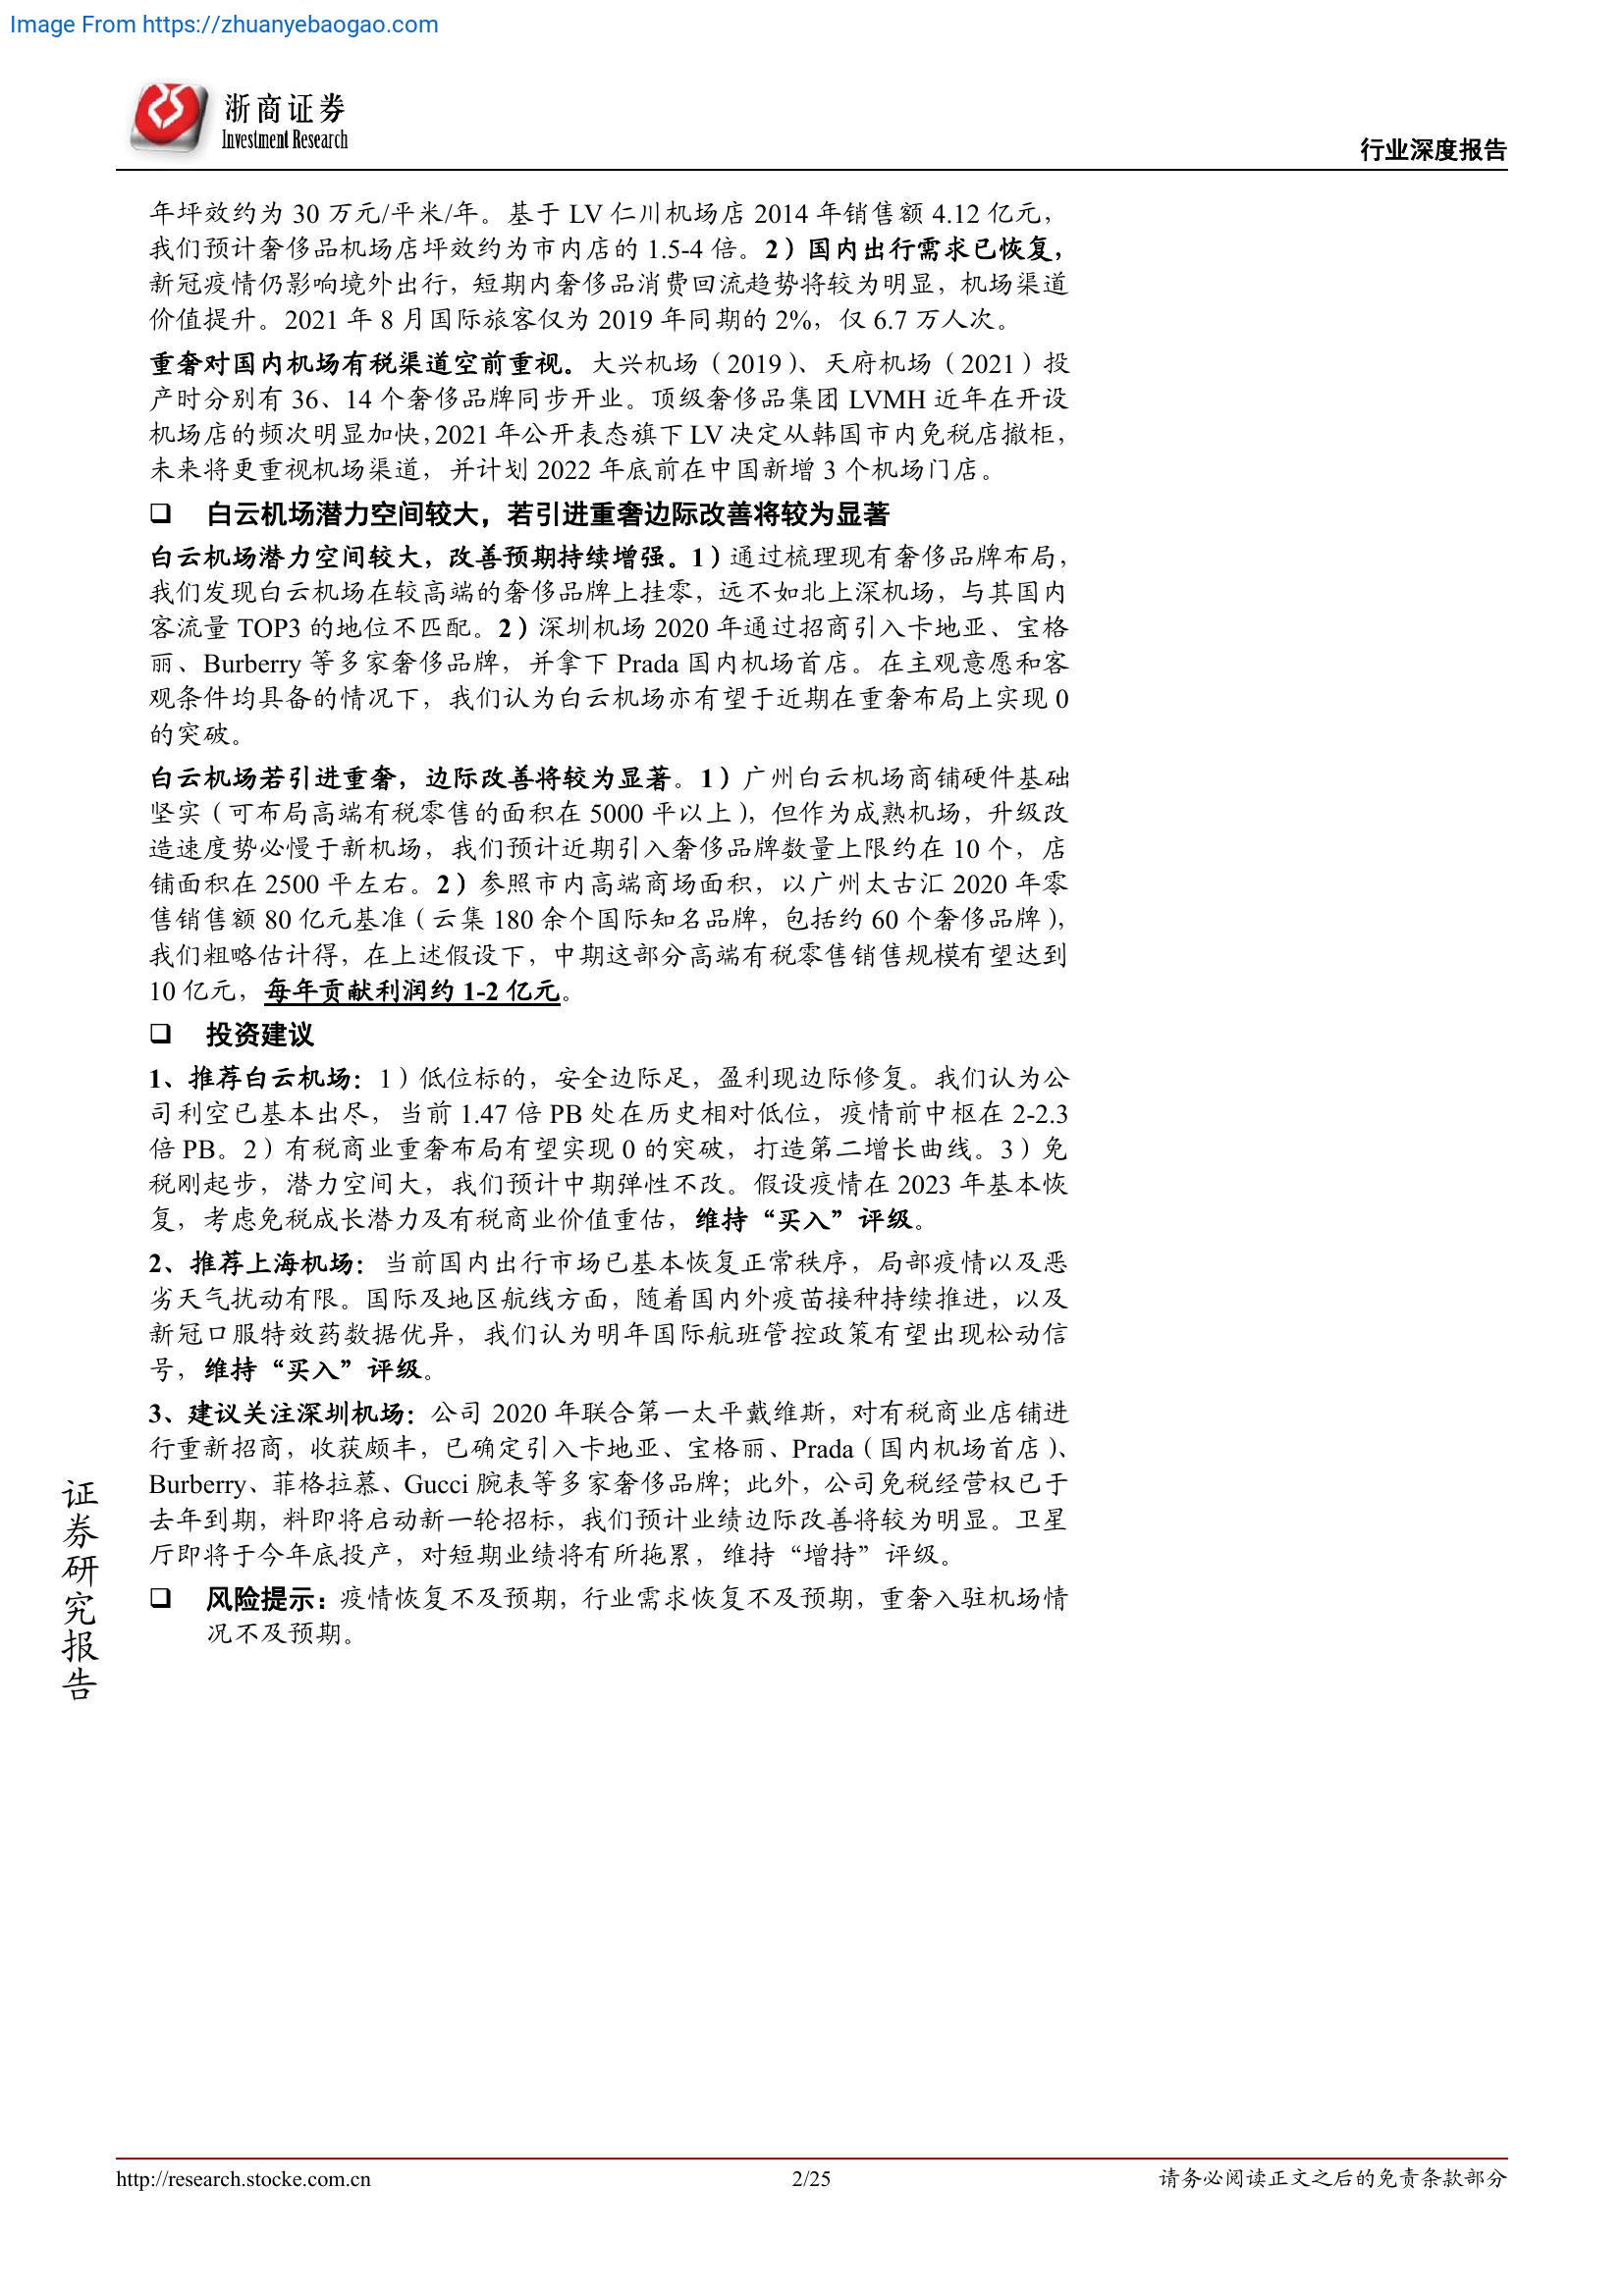 Image From https://zhuanyebaogao.com
浙商证券
Investment Research
行业深度报告
年坪效约为 30 万元/平米/年。基于 LV 仁川机场店 2014 年销售额 4.12 亿元，
我们预计奢侈品机场店坪效约为市内店的 1.5-4 倍。2）国内出行需求已恢复，
新冠疫情仍影响境外出行，短期内奢侈品消费回流趋势将较为明显，机场渠道
价值提升。2021 年 8 月国际旅客仅为 2019 年同期的 2%，仅 6.7 万人次。
重奢对国内机场有税渠道空前重视。大兴机场（2019）、天府机场（2021）投
产时分别有 36、14 个奢侈品牌同步开业。顶级奢侈品集团 LVMH 近年在开设
机场店的频次明显加快，2021 年公开表态旗下 LV 决定从韩国市内免税店撤柜，
未来将更重视机场渠道，并计划 2022 年底前在中国新增 3 个机场门店。
❑ 白云机场潜力空间较大，若引进重奢边际改善将较为显著
白云机场潜力空间较大，改善预期持续增强。1）通过梳理现有奢侈品牌布局，
我们发现白云机场在较高端的奢侈品牌上挂零，远不如北上深机场，与其国内
客流量 TOP3 的地位不匹配。2）深圳机场 2020 年通过招商引入卡地亚、宝格
丽、Burberry 等多家奢侈品牌，并拿下 Prada 国内机场首店。在主观意愿和客
观条件均具备的情况下，我们认为白云机场亦有望于近期在重奢布局上实现 0
的突破。
白云机场若引进重奢，边际改善将较为显著。1）广州白云机场商铺硬件基础
坚实（可布局高端有税零售的面积在 5000 平以上），但作为成熟机场，升级改
造速度势必慢于新机场，我们预计近期引入奢侈品牌数量上限约在 10 个，店
铺面积在 2500 平左右。2）参照市内高端商场面积，以广州太古汇 2020 年零
售销售额 80 亿元基准（云集 180 余个国际知名品牌，包括约 60 个奢侈品牌），
我们粗略估计得，在上述假设下，中期这部分高端有税零售销售规模有望达到
10 亿元，每年贡献利润约 1-2 亿元。
❑ 投资建议
1、推荐白云机场：1）低位标的，安全边际足，盈利现边际修复。我们认为公
司利空已基本出尽，当前 1.47 倍 PB 处在历史相对低位，疫情前中枢在 2-2.3
倍 PB。2）有税商业重奢布局有望实现 0 的突破，打造第二增长曲线。3）免
税刚起步，潜力空间大，我们预计中期弹性不改。假设疫情在 2023 年基本恢
复，考虑免税成长潜力及有税商业价值重估，维持“买入”评级。
2、推荐上海机场：当前国内出行市场已基本恢复正常秩序，局部疫情以及恶
劣天气扰动有限。国际及地区航线方面，随着国内外疫苗接种持续推进，以及
新冠口服特效药数据优异，我们认为明年国际航班管控政策有望出现松动信
号，维持“买入”评级。
3、建议关注深圳机场：公司 2020 年联合第一太平戴维斯，对有税商业店铺进
行重新招商，收获颇丰，已确定引入卡地亚、宝格丽、Prada（国内机场首店）、
Burberry、菲格拉慕、Gucci 腕表等多家奢侈品牌；此外，公司免税经营权已于
去年到期，料即将启动新一轮招标，我们预计业绩边际改善将较为明显。卫星
厅即将于今年底投产，对短期业绩将有所拖累，维持“增持”评级。
❑ 风险提示：疫情恢复不及预期，行业需求恢复不及预期，重奢入驻机场情
况不及预期。
证券研究报告
http://research.stocke.com.cn
2/25
请务必阅读正文之后的免责条款部分